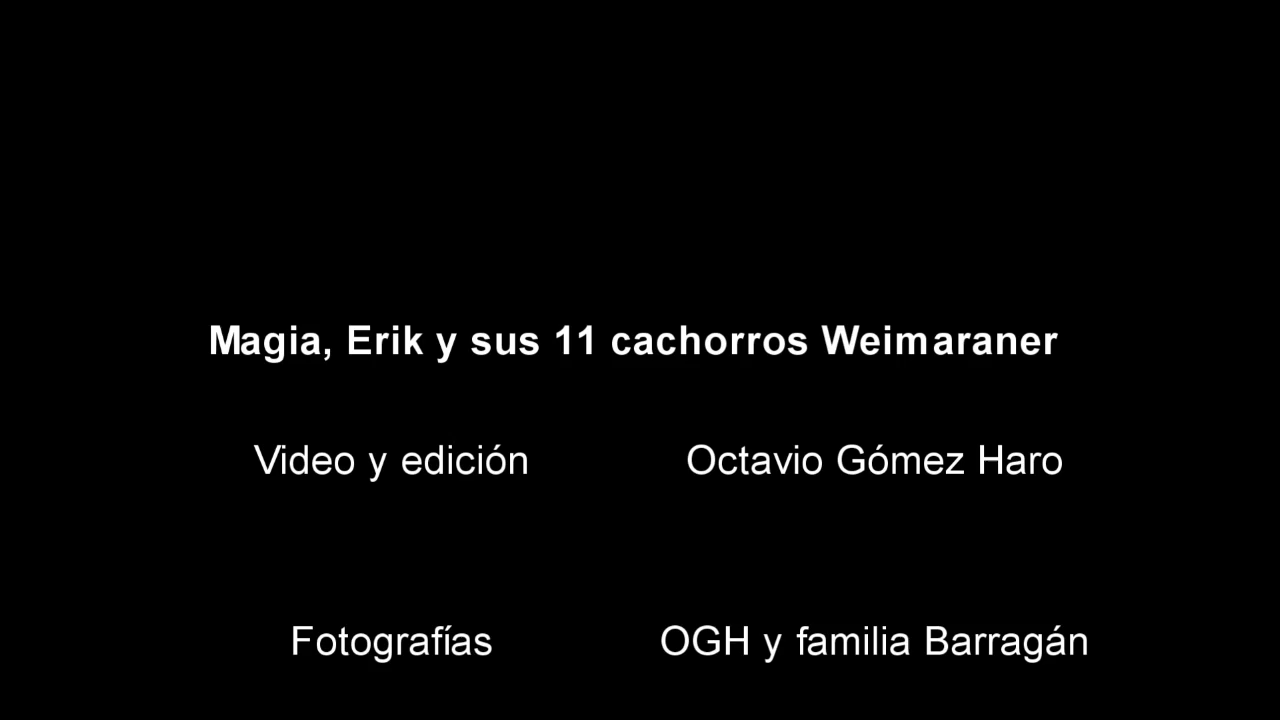 Magia, Erik y sus 11 cachorros Weimaraner
Video y edición Octavio Gómez Haro
Fotografías OGH y familia Barragán